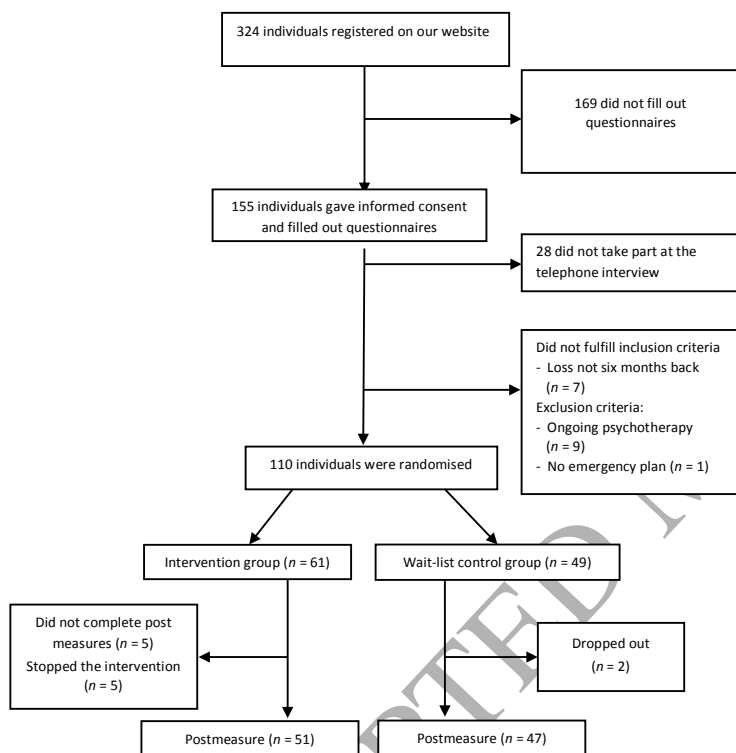 324 individuals registered on our website
169 did not fill out
questionnaires
155 individuals gave informed consent
and filled out questionnaires
28 did not take part at the
telephone interview
Did not fulfill inclusion criteria
- Loss not six months back
(n = 7)
Exclusion criteria:
- Ongoing psychotherapy
(n = 9)
- No emergency plan (n = 1)
110 individuals were randomised
Intervention group (n = 61)
Wait-list control group (n = 49)
Did not complete post
measures (n = 5)
Stopped the intervention
(n = 5)
Dropped out
(n = 2)
Postmeasure (n = 51)
Postmeasure (n = 47)